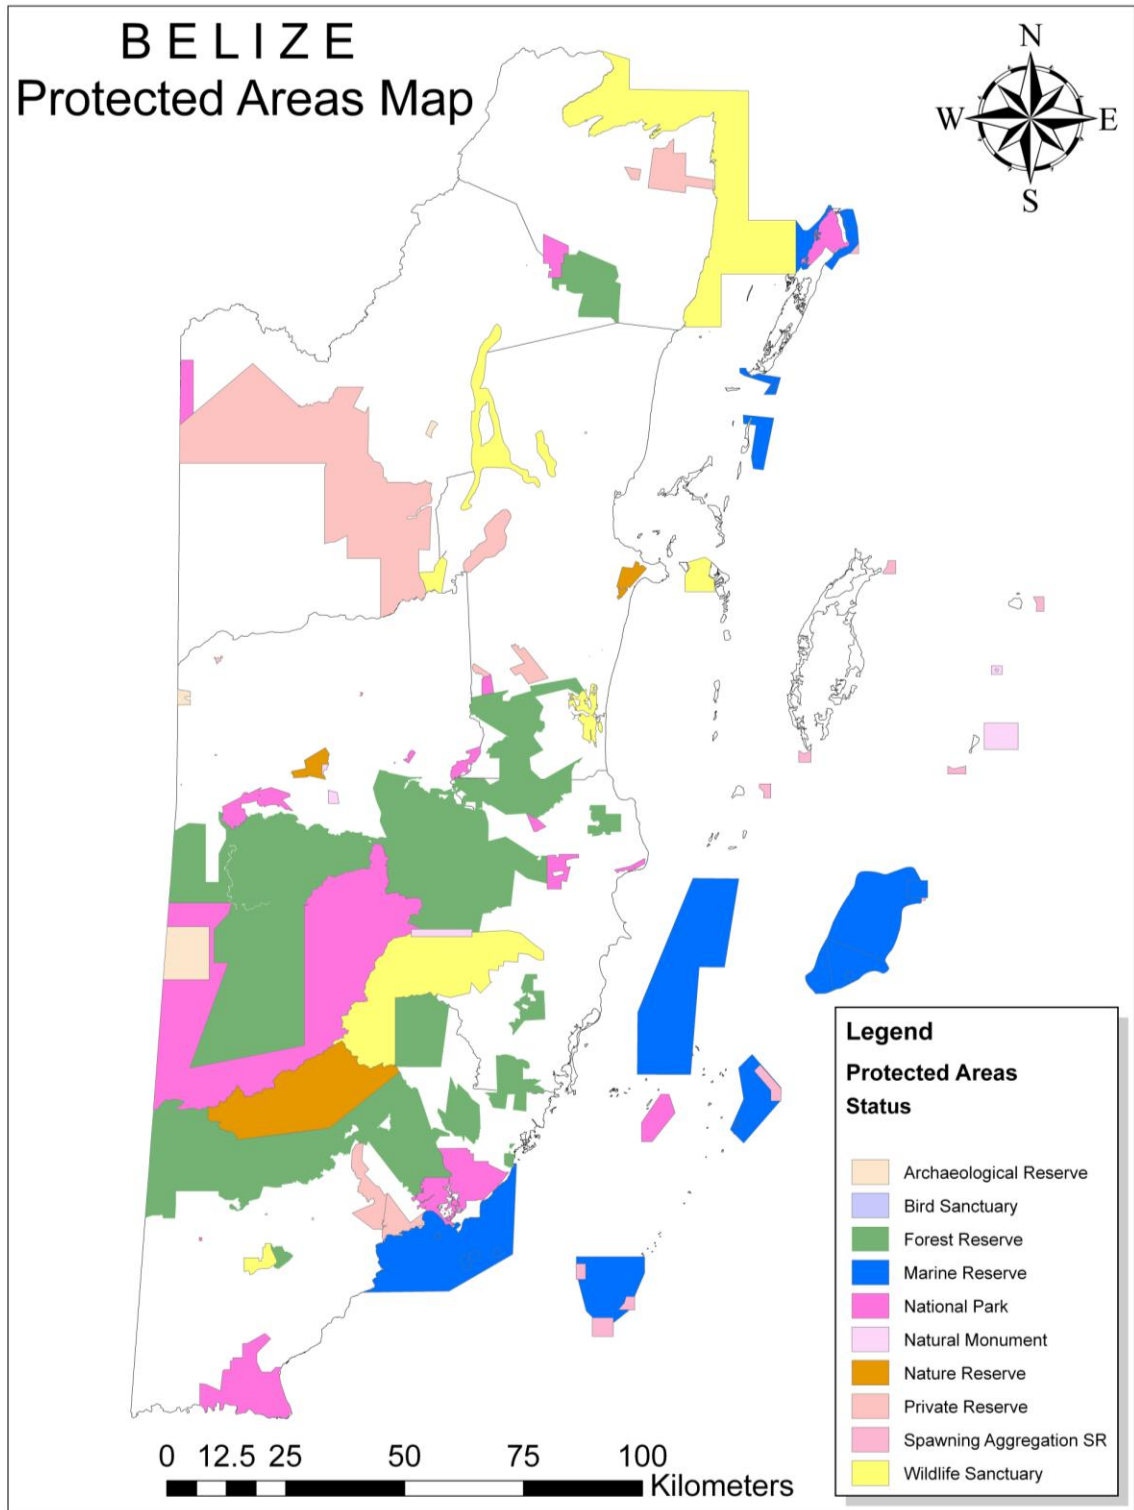 B E L I Z E
Protected Areas Map
N
W E
S
Legend
Protected Areas
Status
Archaeological Reserve
Bird Sanctuary
Forest Reserve
Marine Reserve
National Park
Natural Monument
Nature Reserve
Private Reserve
Spawning Aggregation SR
Wildlife Sanctuary
0 12.5 25 50 75 100
Kilometers